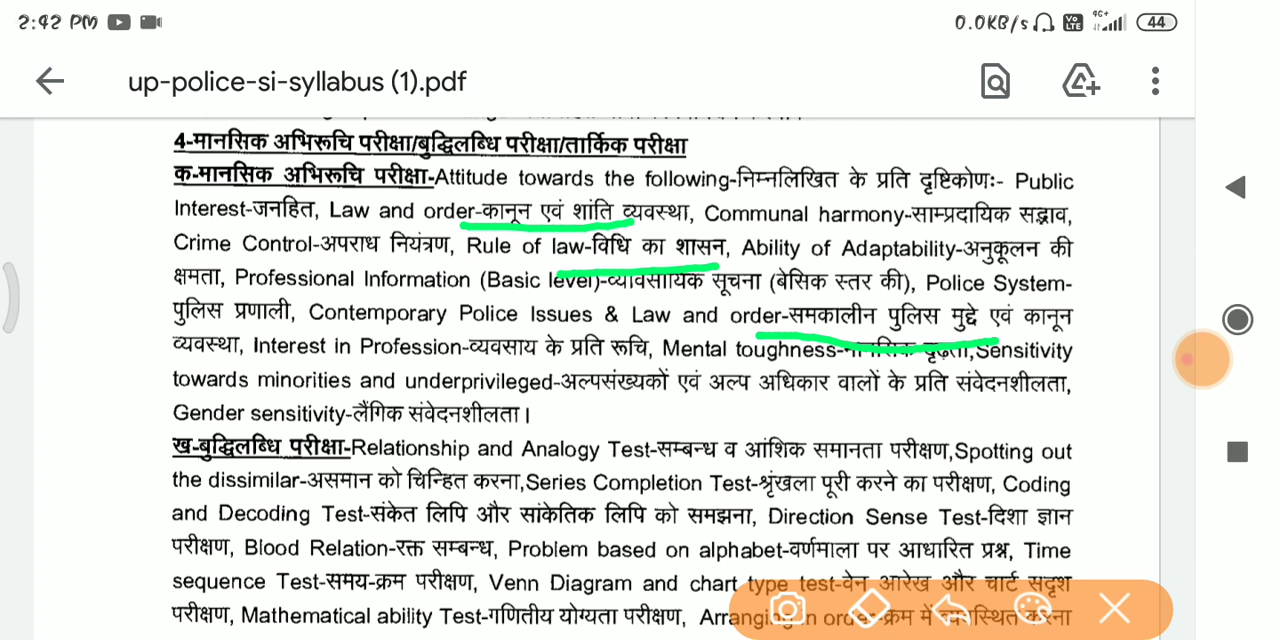 2:42 PM
0.0KB/s
Vo LTE
4G+
44
up-police-si-syllabus (1).pdf
4-मानसिक अभिरूचि परीक्षा/बुद्धिलब्धि परीक्षा/तार्किक परीक्षा
क-मानसिक अभिरूचि परीक्षा-Attitude towards the following-निम्नलिखित के प्रति दृष्टिकोणः- Public
Interest-जनहित, Law and order-कानून एवं शांति व्यवस्था, Communal harmony-साम्प्रदायिक सद्भाव,
Crime Control-अपराध नियंत्रण, Rule of law-विधि का शासन, Ability of Adaptability-अनुकूलन की
क्षमता, Professional Information (Basic level)-व्यावसायिक सूचना (बेसिक स्तर की), Police System-
पुलिस प्रणाली, Contemporary Police Issues & Law and order-समकालीन पुलिस मुद्दे एवं कानून
व्यवस्था, Interest in Profession-व्यवसाय के प्रति रूचि, Mental toughness-मानसिक दृढ़ता,Sensitivity
towards minorities and underprivileged-अल्पसंख्यकों एवं अल्प अधिकार वालों के प्रति संवेदनशीलता,
Gender sensitivity-लैंगिक संवेदनशीलता।
ख-बुद्धिलब्धि परीक्षा-Relationship and Analogy Test-सम्बन्ध व आंशिक समानता परीक्षण,Spotting out
the dissimilar-असमान को चिन्हित करना,Series Completion Test-श्रृंखला पूरी करने का परीक्षण, Coding
and Decoding Test-संकेत लिपि और सांकेतिक लिपि को समझना, Direction Sense Test-दिशा ज्ञान
परीक्षण, Blood Relation-रक्त सम्बन्ध, Problem based on alphabet-वर्णमाला पर आधारित प्रश्न, Time
sequence Test-समय-क्रम परीक्षण, Venn Diagram and chart type test-वेन आरेख और चार्ट सदृश
परीक्षण, Mathematical ability Test-गणितीय योग्यता परीक्षण, Arranging in order-क्रम में व्यवस्थित करना